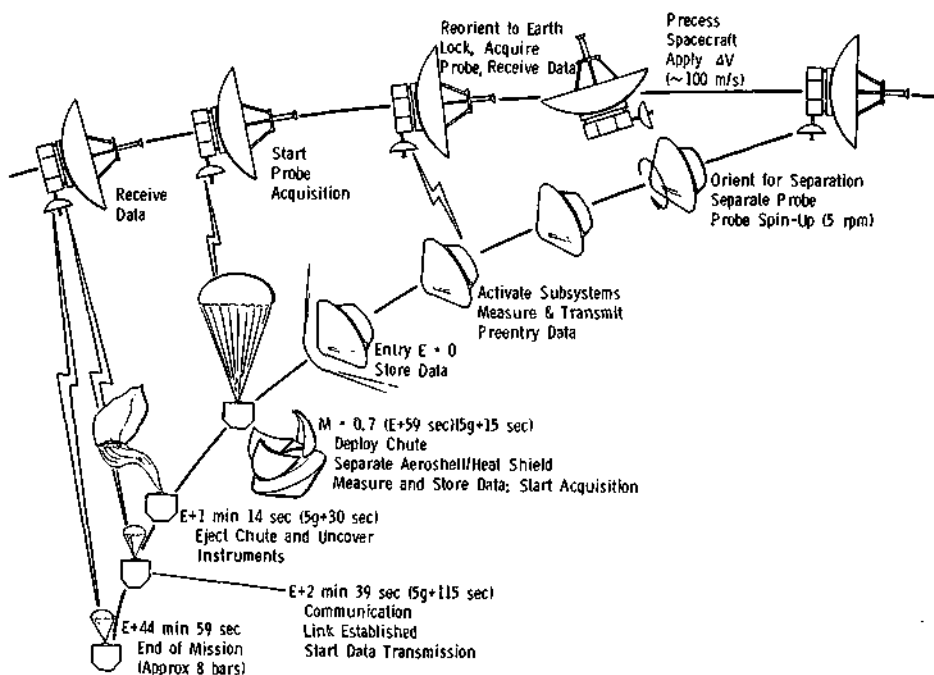 Reorient to Earth
Lock, Acquire
Probe, Receive Data
Precess
Spacecraft
Apply ΔV
(~100 m/s)
Receive
Data
Start
Probe
Acquisition
Orient for Separation
Separate Probe
Probe Spin-Up (5 rpm)
Activate Subsystems
Measure & Transmit
Preentry Data
Entry E = 0
Store Data
M = 0.7 (E+59 sec)(5g+15 sec)
Deploy Chute
Separate Aeroshell/Heat Shield
Measure and Store Data; Start Acquisition
E+1 min 14 sec (5g+30 sec)
Eject Chute and Uncover
Instruments
E+2 min 39 sec (5g+115 sec)
Communication
Link Established
Start Data Transmission
E+44 min 59 sec
End of Mission
(Approx 8 bars)